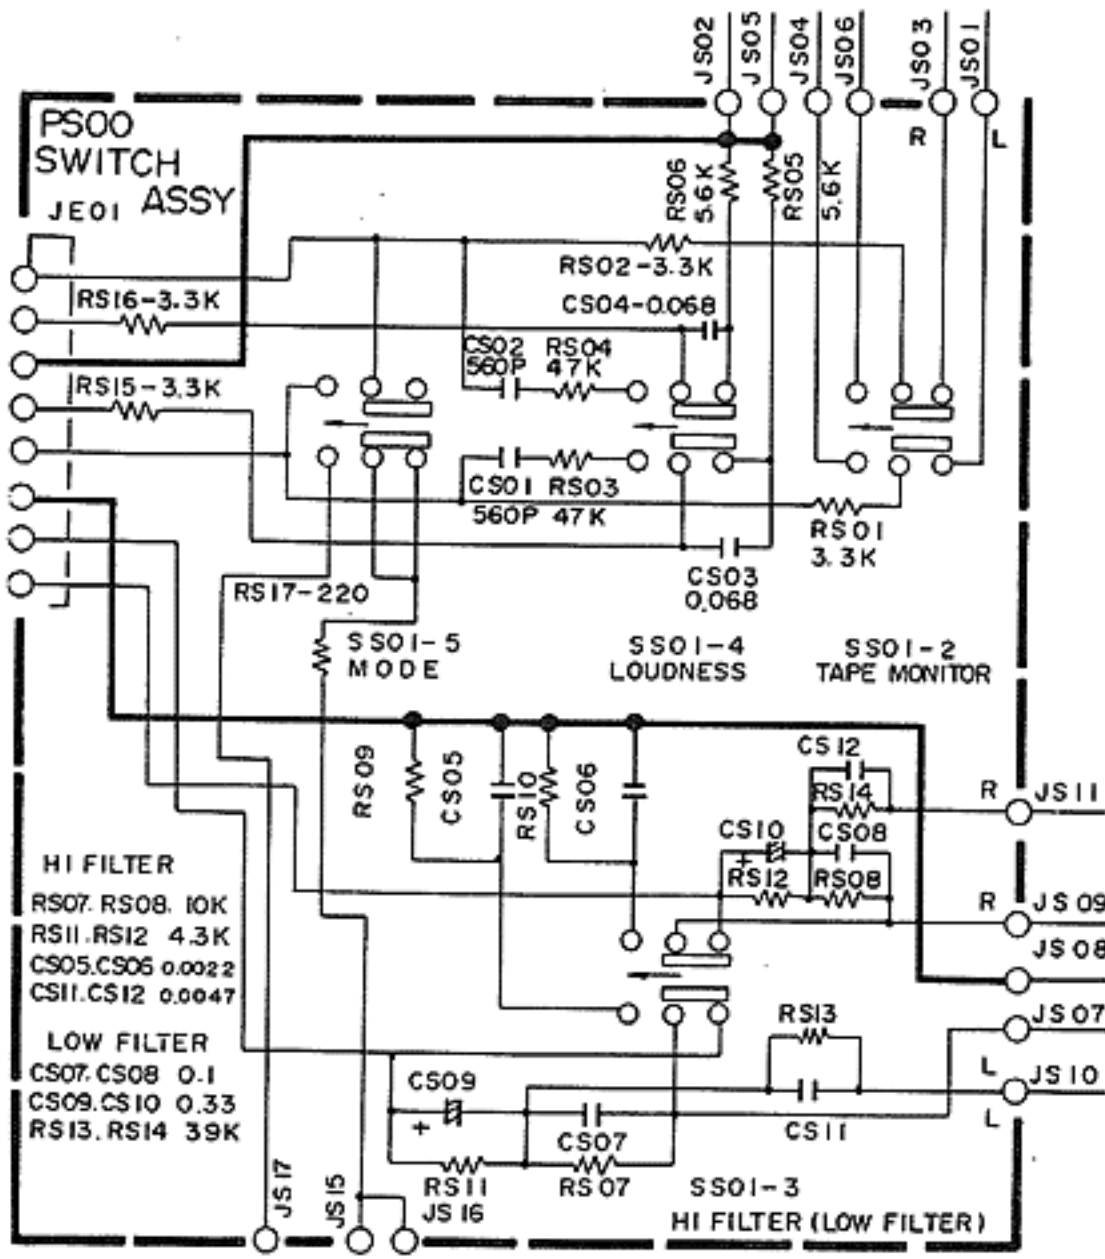 JS02
JS05
JS04
JS06
JS03
JS01
PS00
SWITCH
ASSY
JE01
R
L
RS06
5.6K
RS05
5.6K
RS02-3.3K
RS16-3.3K
CS04-0.068
CS02 RS04
560P 47K
RS15-3.3K
CS01 RS03
560P 47K
RS01
3.3K
CS03
0.068
RS17-220
SS01-5
MODE
SS01-4
LOUDNESS
SS01-2
TAPE MONITOR
RS09
CS05
RS10
CS06
CS12
RS14
R JS11
CS10 CS08
+
RS12 RS08
HI FILTER
RS07. RS08. 10K
RS11. RS12 4.3K
CS05.CS06 0.0022
CS11. CS12 0.0047
R JS09
JS08
JS07
RS13
LOW FILTER
CS07. CS08 0.1
CS09. CS10 0.33
RS13. RS14 39K
CS09
+
L JS10
L
CS07
CS11
RS11 RS07
JS17
JS15
JS16
SS01-3
HI FILTER (LOW FILTER)